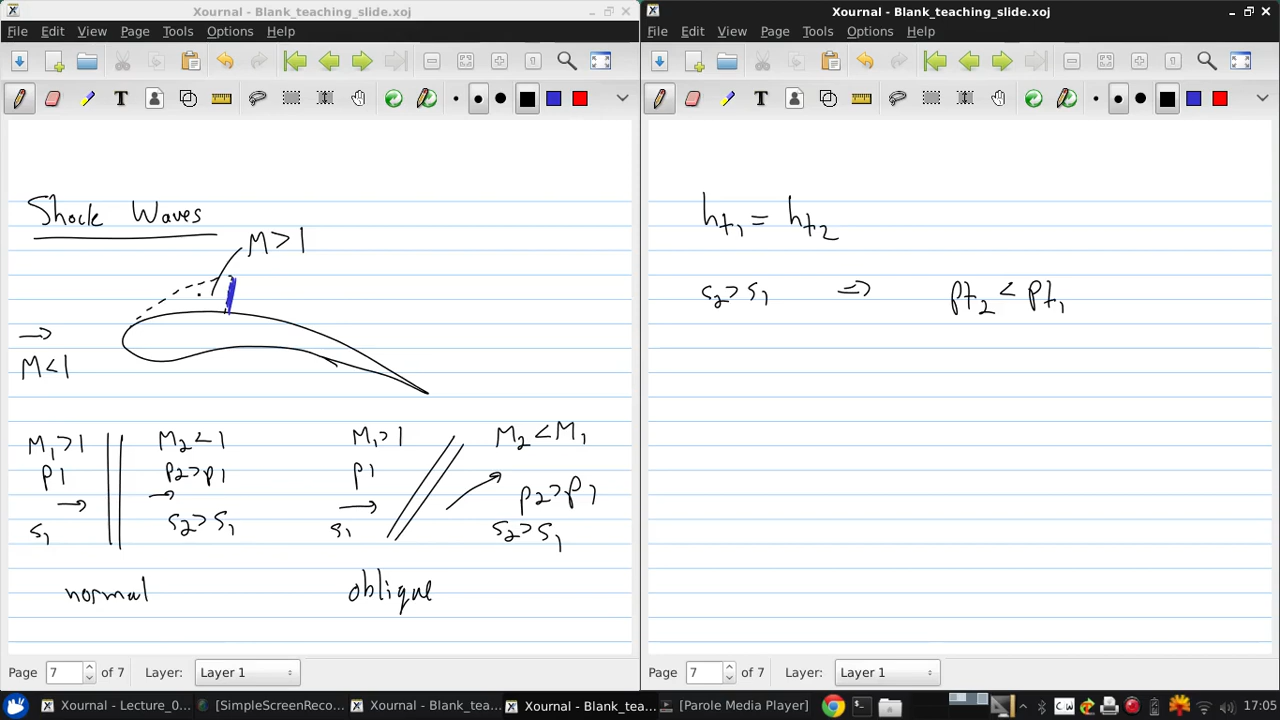 Xournal - Blank_teaching_slide.xoj
File Edit View Page Tools Options Help
Shock Waves
M>1
M<1
M1>1 M2<1 M1>1 M2<M1
p1 p2>p1 p1 p2>p1
s1 s2>s1 s1 s2>s1
normal oblique
Page 7 of 7 Layer: Layer 1
Xournal - Blank_teaching_slide.xoj
File Edit View Page Tools Options Help
ht1 = ht2
s2>s1 => pt2 < pt1
Page 7 of 7 Layer: Layer 1
Xournal - Lecture_0... [SimpleScreenReco... Xournal - Blank_tea... Xournal - Blank_tea... [Parole Media Player] 17:05